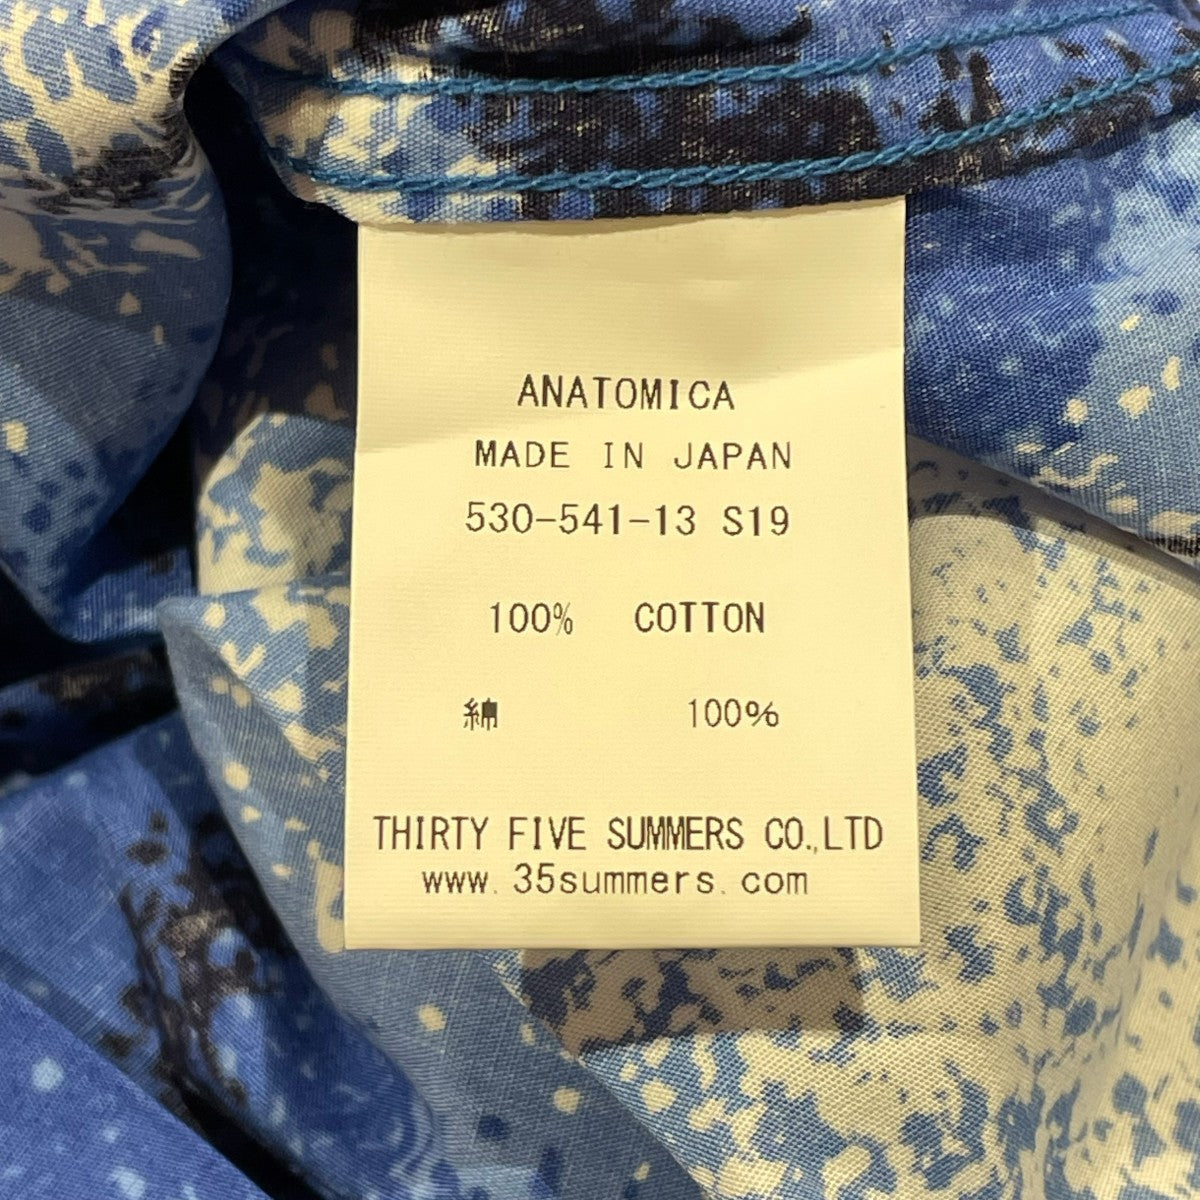 ANATOMICA
MADE IN JAPAN
530-541-13 S19
100% COTTON
綿 100%
THIRTY FIVE SUMMERS CO.,LTD
www.35summers.com